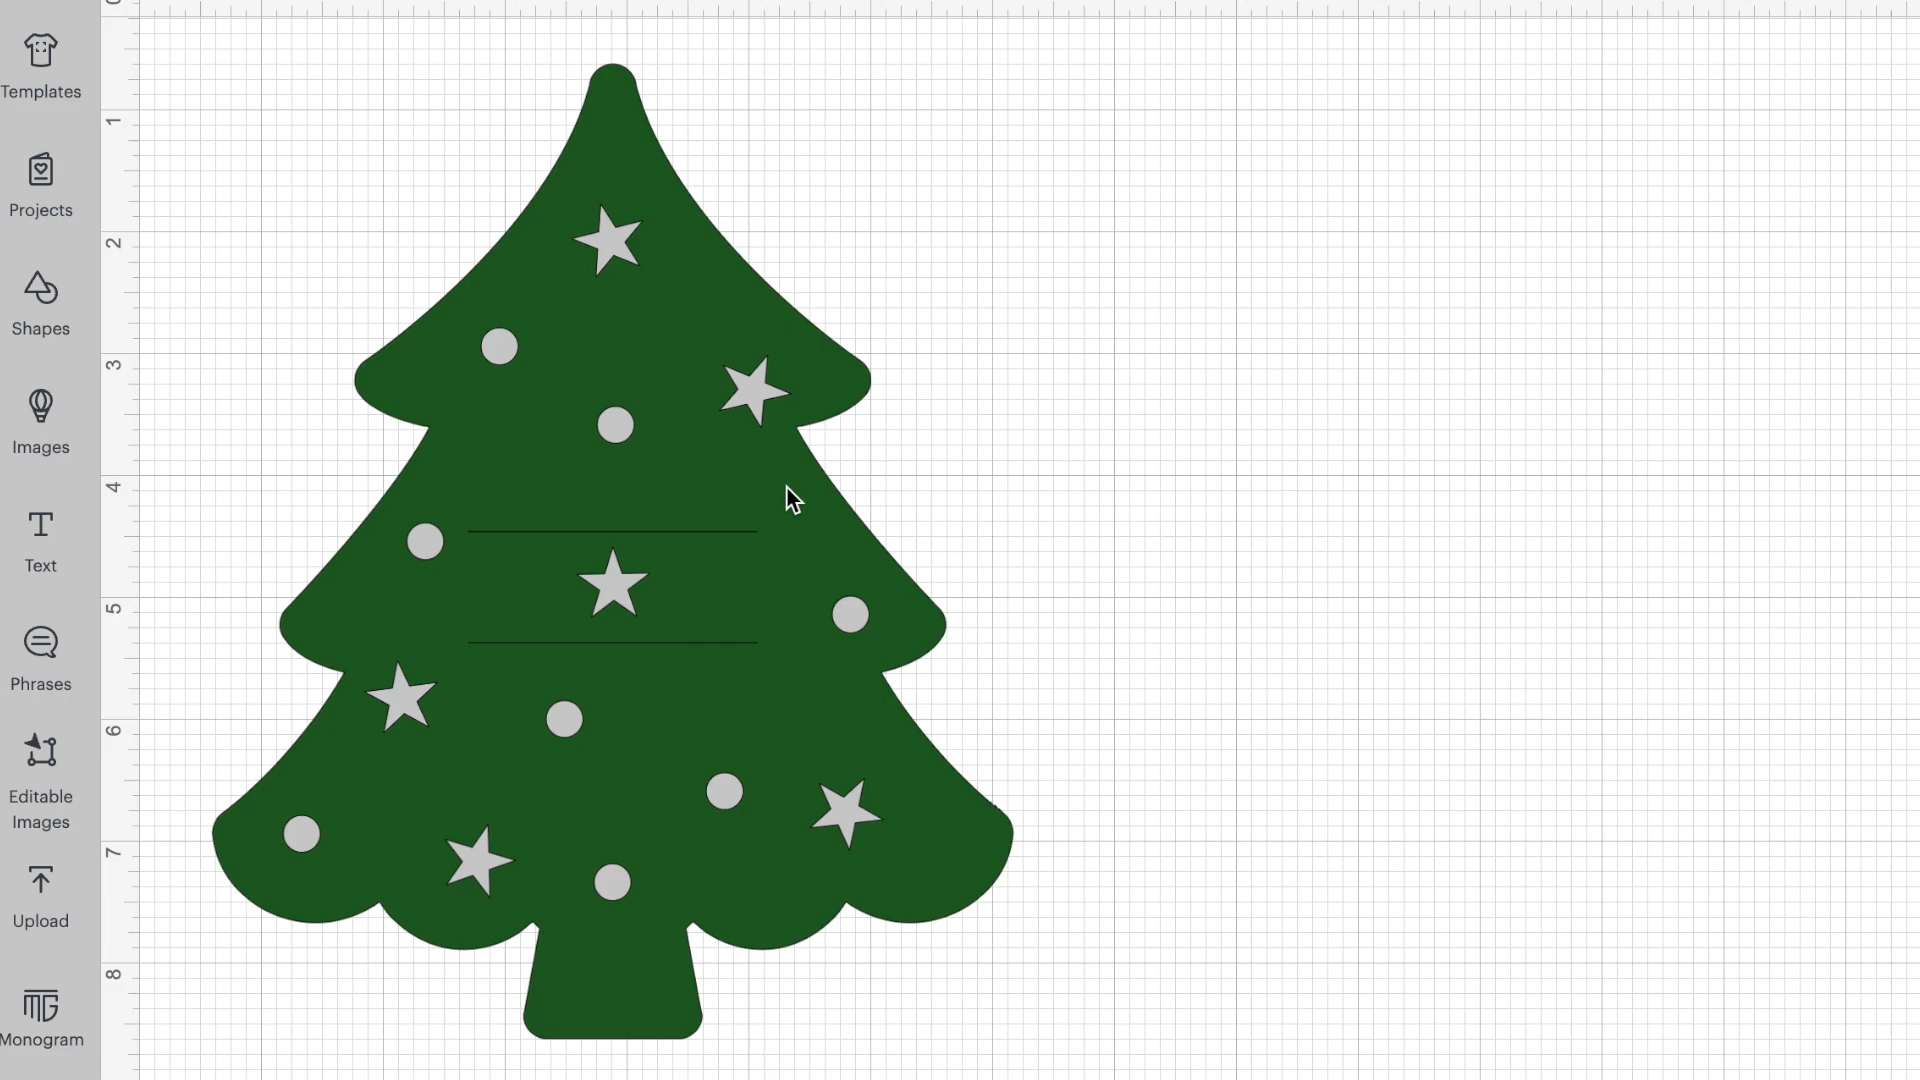 Templates
Projects
Shapes
Images
Text
Phrases
Editable
Images
Upload
Monogram
1
2
3
4
5
6
7
8